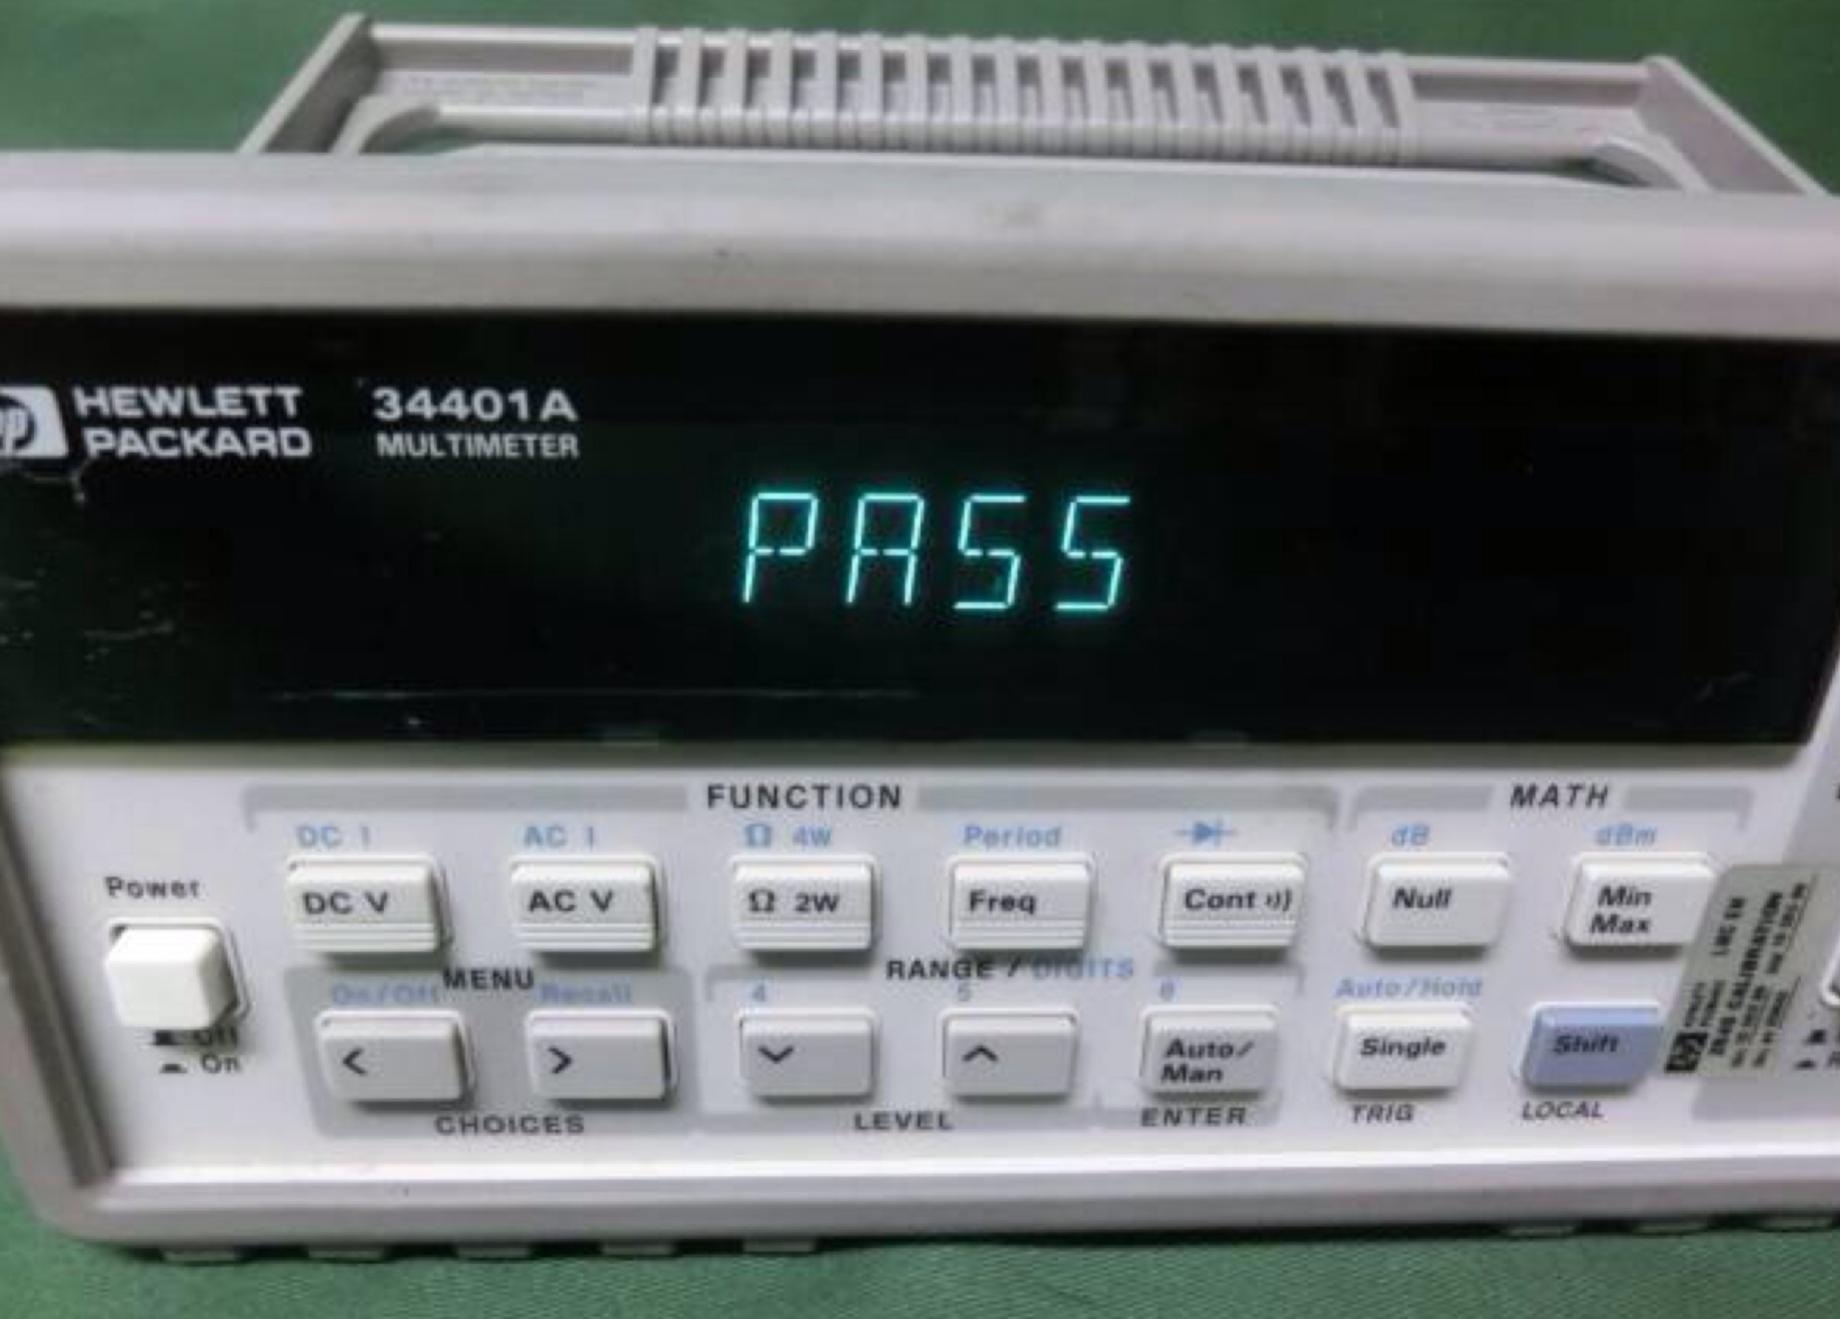 hp HEWLETT PACKARD
34401A
MULTIMETER
PASS
FUNCTION
MATH
DC I
AC I
Ω 4W
Period
dB
dBm
Power
DC V
AC V
Ω 2W
Freq
Cont
Null
Min
Max
MENU
RANGE / DIGITS
On/Off
Recall
4
5
6
Auto/Hold
Off
On
<
>
Auto/
Man
Single
Shift
CHOICES
LEVEL
ENTER
TRIG
LOCAL
CALIBRATION